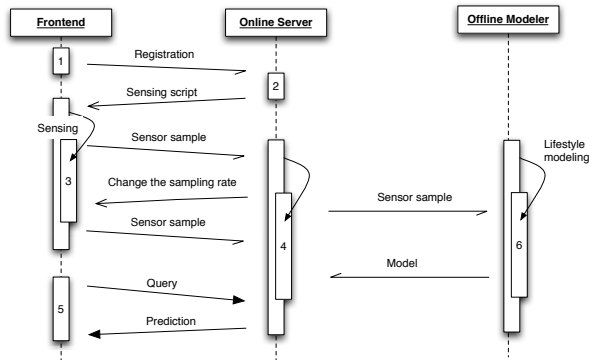 Frontend
Online Server
Offline Modeler
Registration
1
2
Sensing script
Sensing
Sensor sample
Lifestyle
modeling
3
Change the sampling rate
Sensor sample
Sensor sample
4
6
Model
Query
5
Prediction